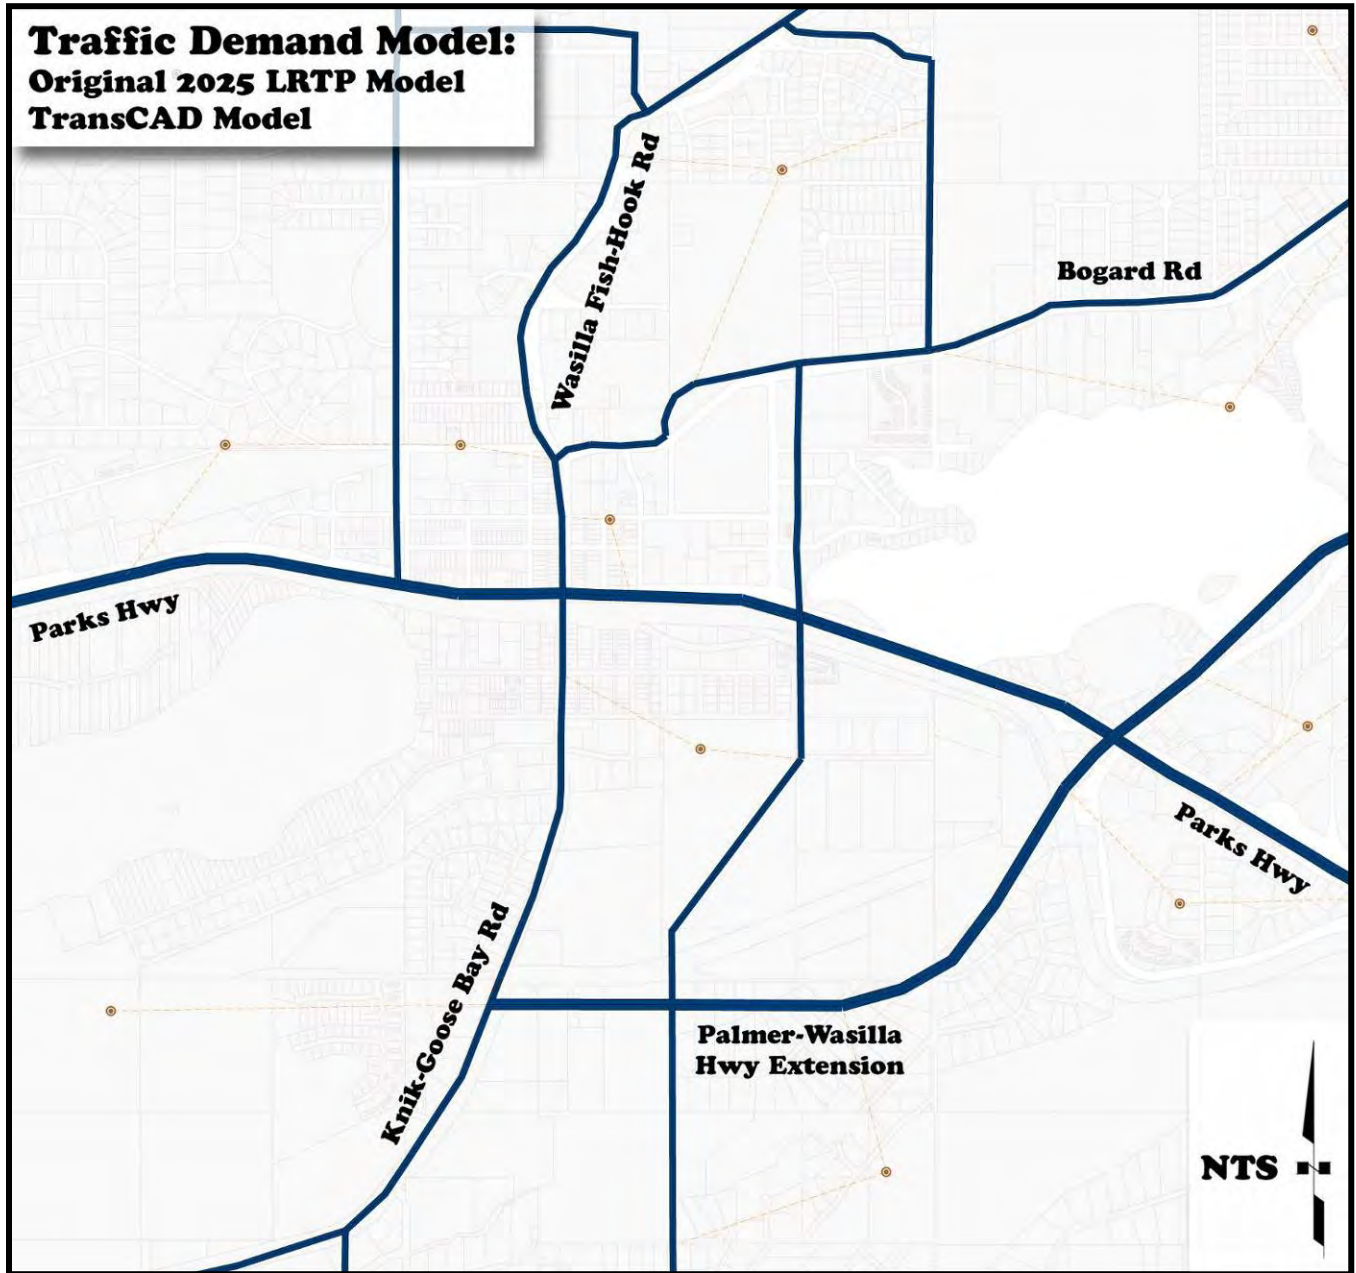 Traffic Demand Model:
Original 2025 LRTP Model
TransCAD Model
Wasilla Fish-Hook Rd
Bogard Rd
Parks Hwy
Parks Hwy
Knik-Goose Bay Rd
Palmer-Wasilla
Hwy Extension
NTS